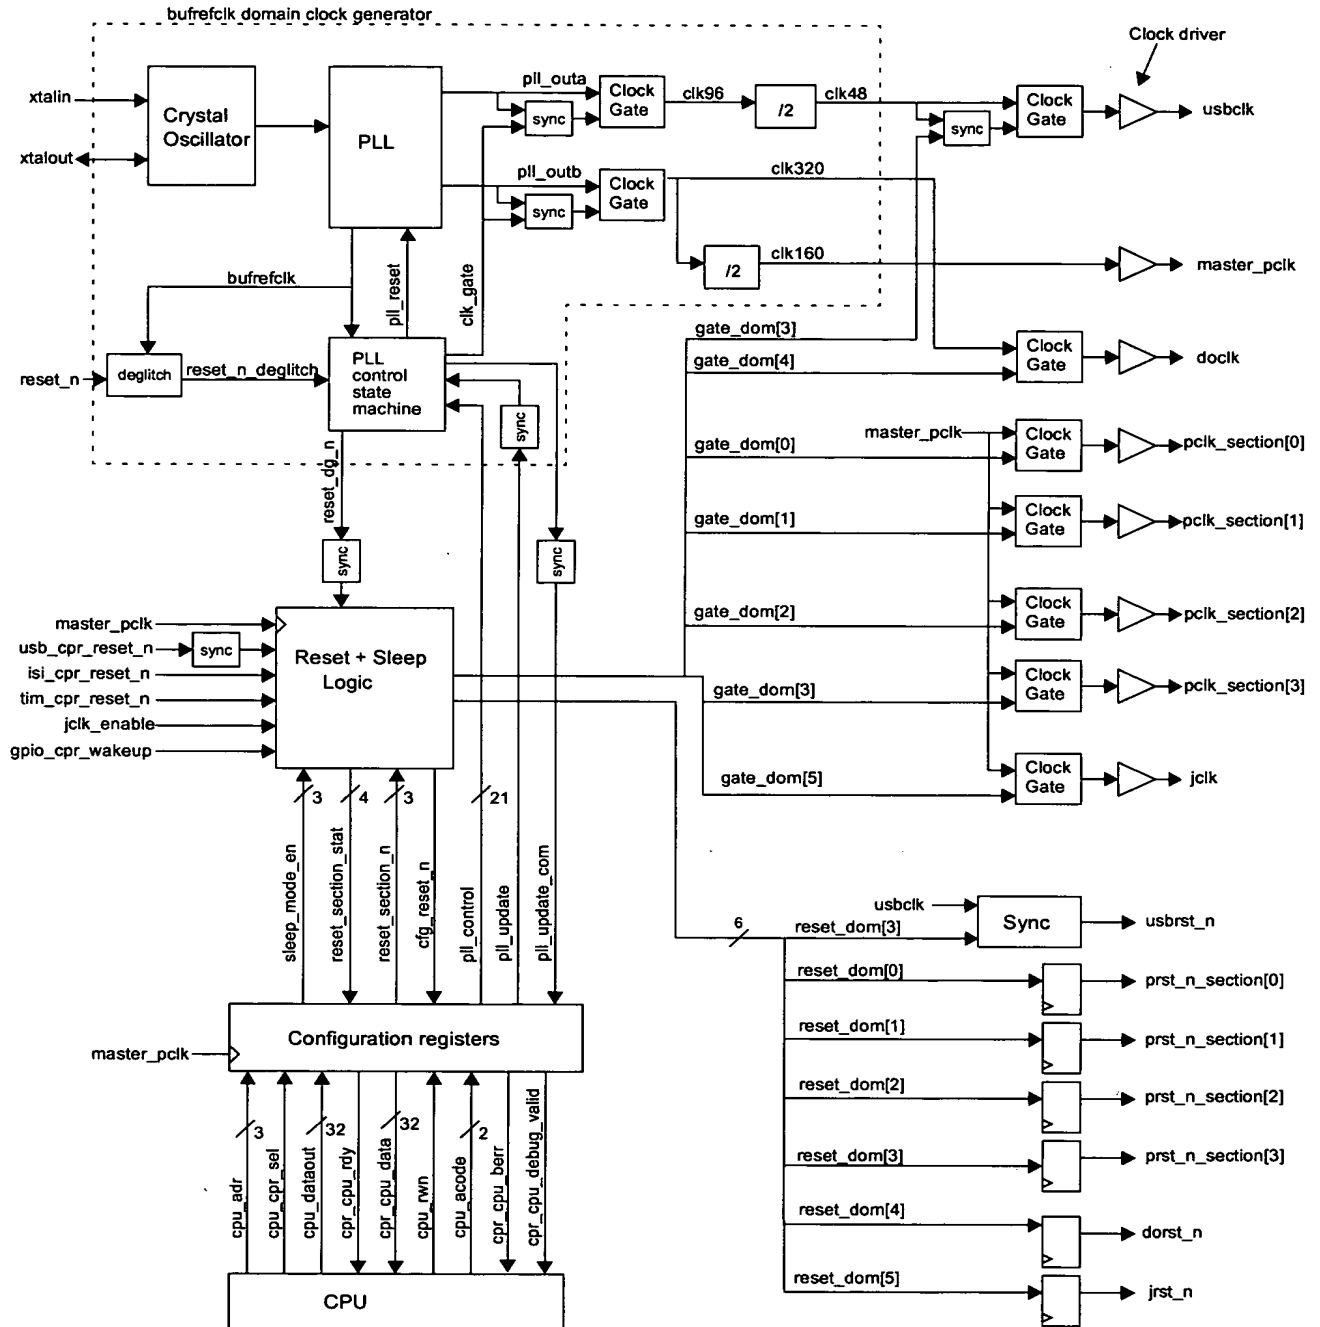 bufrefclk domain clock generator
Clock driver
xtalin
Crystal
Oscillator
xtalout
PLL
pll_outa
sync
Clock
Gate
clk96
/2
clk48
sync
Clock
Gate
usbclk
pll_outb
sync
Clock
Gate
clk320
/2
clk160
master_pclk
bufrefclk
pll_reset
clk_gate
reset_n
deglitch
reset_n_deglitch
PLL
control
state
machine
sync
gate_dom[3]
gate_dom[4]
Clock
Gate
doclk
master_pclk
gate_dom[0]
Clock
Gate
pclk_section[0]
reset_dg_n
gate_dom[1]
Clock
Gate
pclk_section[1]
sync
sync
gate_dom[2]
Clock
Gate
pclk_section[2]
master_pclk
usb_cpr_reset_n
sync
isi_cpr_reset_n
tim_cpr_reset_n
jclk_enable
gpio_cpr_wakeup
Reset + Sleep
Logic
gate_dom[3]
Clock
Gate
pclk_section[3]
gate_dom[5]
Clock
Gate
jclk
3
4
3
21
sleep_mode_en
reset_section_stat
reset_section_n
cfg_reset_n
pll_control
pll_update
pll_update_com
6
usbclk
reset_dom[3]
Sync
usbrst_n
reset_dom[0]
prst_n_section[0]
reset_dom[1]
prst_n_section[1]
reset_dom[2]
prst_n_section[2]
reset_dom[3]
prst_n_section[3]
reset_dom[4]
dorst_n
reset_dom[5]
jrst_n
Configuration registers
master_pclk
3
32
32
2
cpu_adr
cpu_cpr_sel
cpu_dataout
cpr_cpu_rdy
cpr_cpu_data
cpu_rwn
cpu_acode
cpr_cpu_berr
cpr_cpu_debug_valid
CPU